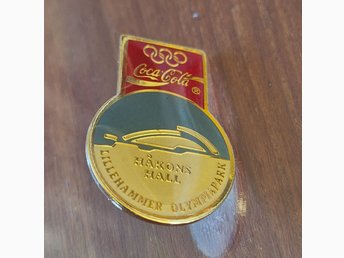 Coca-Cola
®
HÅKONS
HALL
LILLEHAMMER OLYMPIAPARK